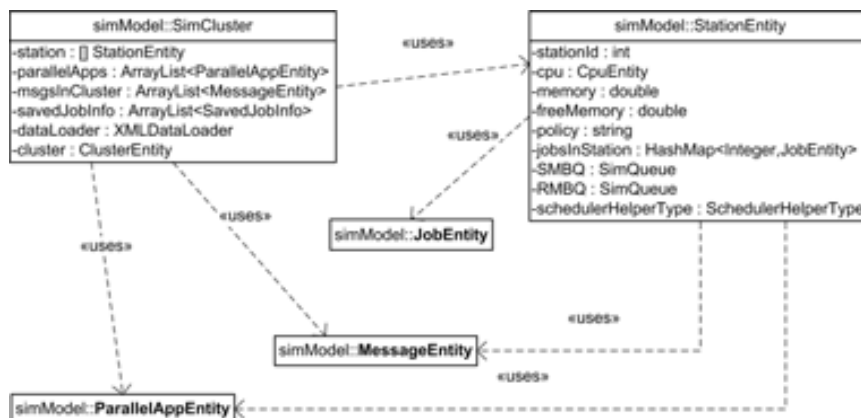 simModel::SimCluster
-station : [] StationEntity
-parallelApps : ArrayList<ParallelAppEntity>
-msgsInCluster : ArrayList<MessageEntity>
-savedJobInfo : ArrayList<SavedJobInfo>
-dataLoader : XMLDataLoader
-cluster : ClusterEntity
«uses»
simModel::StationEntity
-stationId : int
-cpu : CpuEntity
-memory : double
-freeMemory : double
-policy : string
-jobsInStation : HashMap<Integer,JobEntity>
-SMBQ : SimQueue
-RMBQ : SimQueue
-schedulerHelperType : SchedulerHelperType
«uses»
«uses»
simModel::JobEntity
«uses»
«uses»
simModel::MessageEntity
«uses»
simModel::ParallelAppEntity